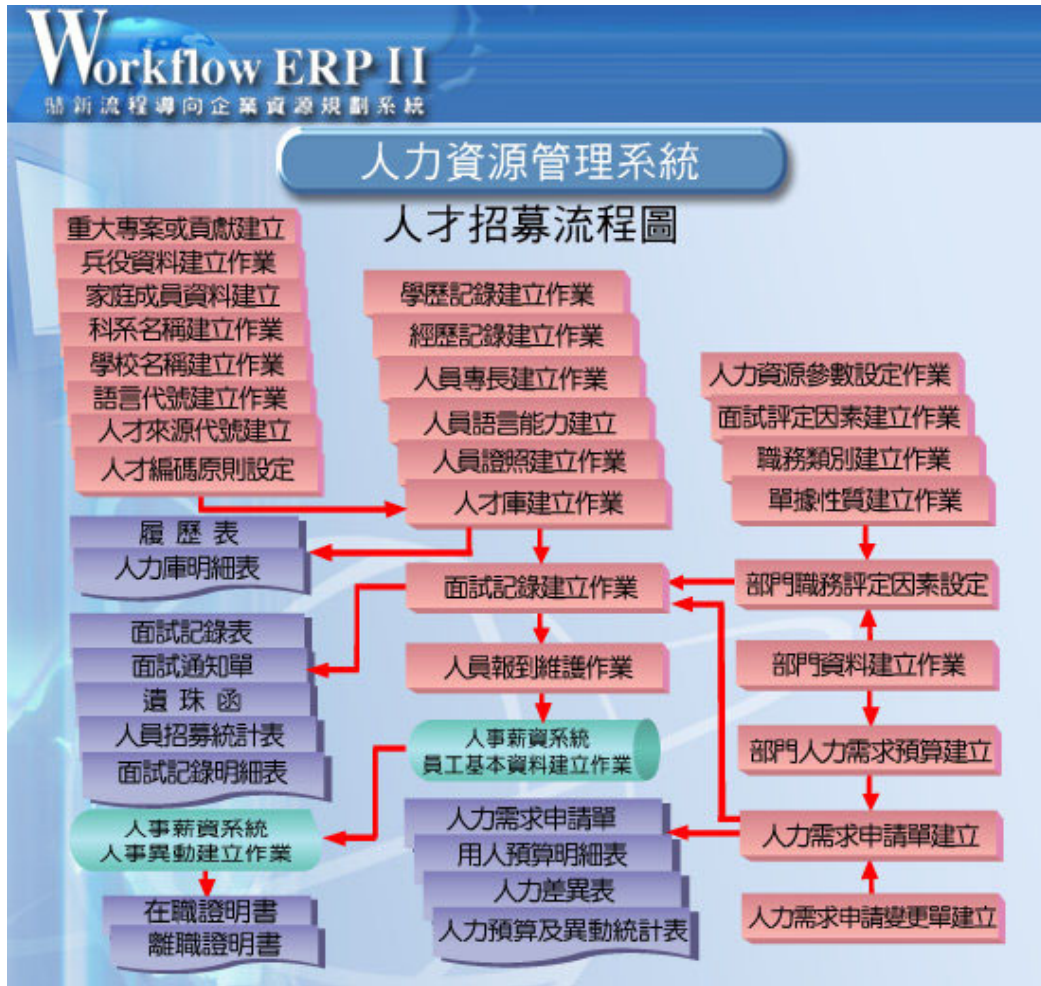 Workflow ERP II
鼎新流程導向企業資源規劃系統
人力資源管理系統
人才招募流程圖
重大專案或貢獻建立
兵役資料建立作業
家庭成員資料建立
科系名稱建立作業
學校名稱建立作業
語言代號建立作業
人才來源代號建立
人才編碼原則設定
學歷記錄建立作業
經歷記錄建立作業
人員專長建立作業
人員語言能力建立
人員證照建立作業
人才庫建立作業
人力資源參數設定作業
面試評定因素建立作業
職務類別建立作業
單據性質建立作業
履歷表
人力庫明細表
面試記錄建立作業
部門職務評定因素設定
面試記錄表
面試通知單
遺珠函
人員招募統計表
面試記錄明細表
人員報到維護作業
部門資料建立作業
人事薪資系統
員工基本資料建立作業
部門人力需求預算建立
人事薪資系統
人事異動建立作業
人力需求申請單
用人預算明細表
人力差異表
人力預算及異動統計表
人力需求申請單建立
人力需求申請變更單建立
在職證明書
離職證明書